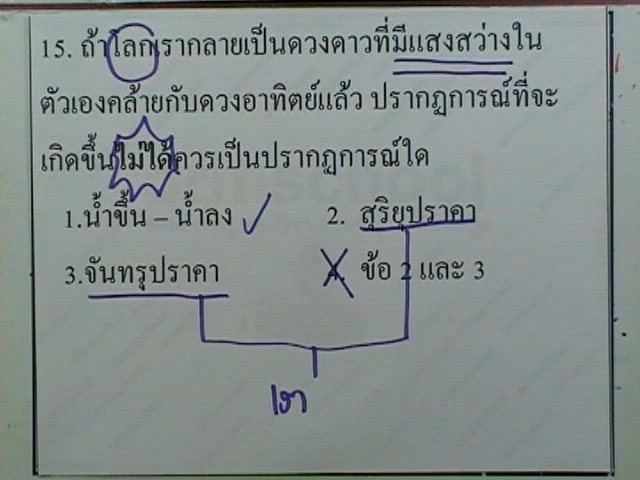 15. ถ้าโลกเรากลายเป็นดวงดาวที่มีแสงสว่างใน
ตัวเองคล้ายกับดวงอาทิตย์แล้ว ปรากฏการณ์ที่จะ
เกิดขึ้นไม่ได้ควรเป็นปรากฏการณ์ใด
1.น้ำขึ้น – น้ำลง 2. สุริยุปราคา
3.จันทรุปราคา 4. ข้อ 2 และ 3
เงา